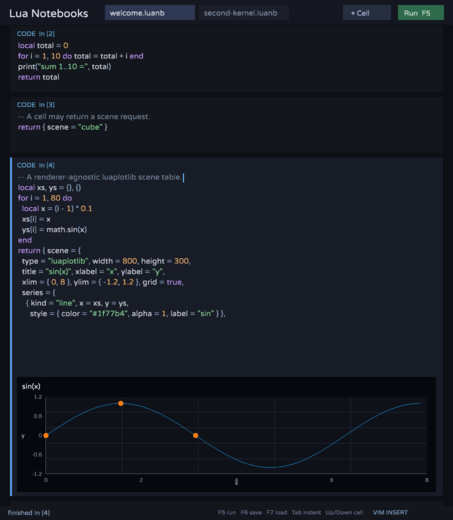 Lua Notebooks
welcome.luanb
second-kernel.luanb
+ Cell
Run F5
CODE In [2]
local total = 0
for i = 1, 10 do total = total + i end
print("sum 1..10 =", total)
return total
CODE In [3]
-- A cell may return a scene request.
return { scene = "cube" }
CODE In [4]
-- A renderer-agnostic luaplotlib scene table.
local xs, ys = {}, {}
for i = 1, 80 do
local x = (i - 1) * 0.1
xs[i] = x
ys[i] = math.sin(x)
end
return { scene = {
type = "luaplotlib", width = 800, height = 300,
title = "sin(x)", xlabel = "x", ylabel = "y",
xlim = { 0, 8 }, ylim = { -1.2, 1.2 }, grid = true,
series = {
{ kind = "line", x = xs, y = ys,
style = { color = "#1f77b4", alpha = 1, label = "sin" } },
sin(x)
1.2
0.6
y
0
-0.6
-1.2
0 2 6 8
finished In [4]
F5 run F6 save F7 load Tab indent Up/Down cell
VIM INSERT